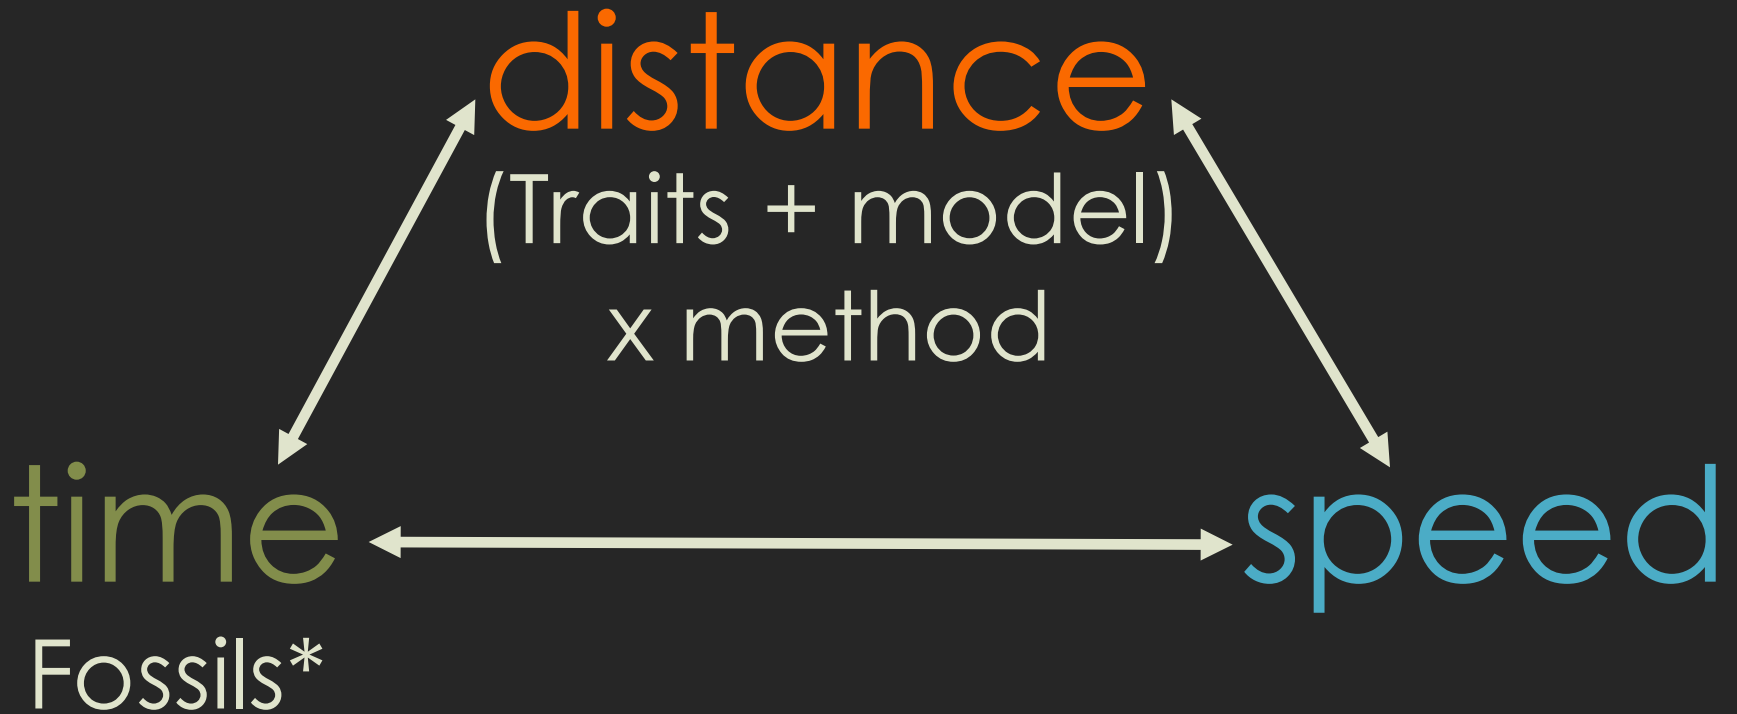 distance
(Traits + model)
x method
time
speed
Fossils*